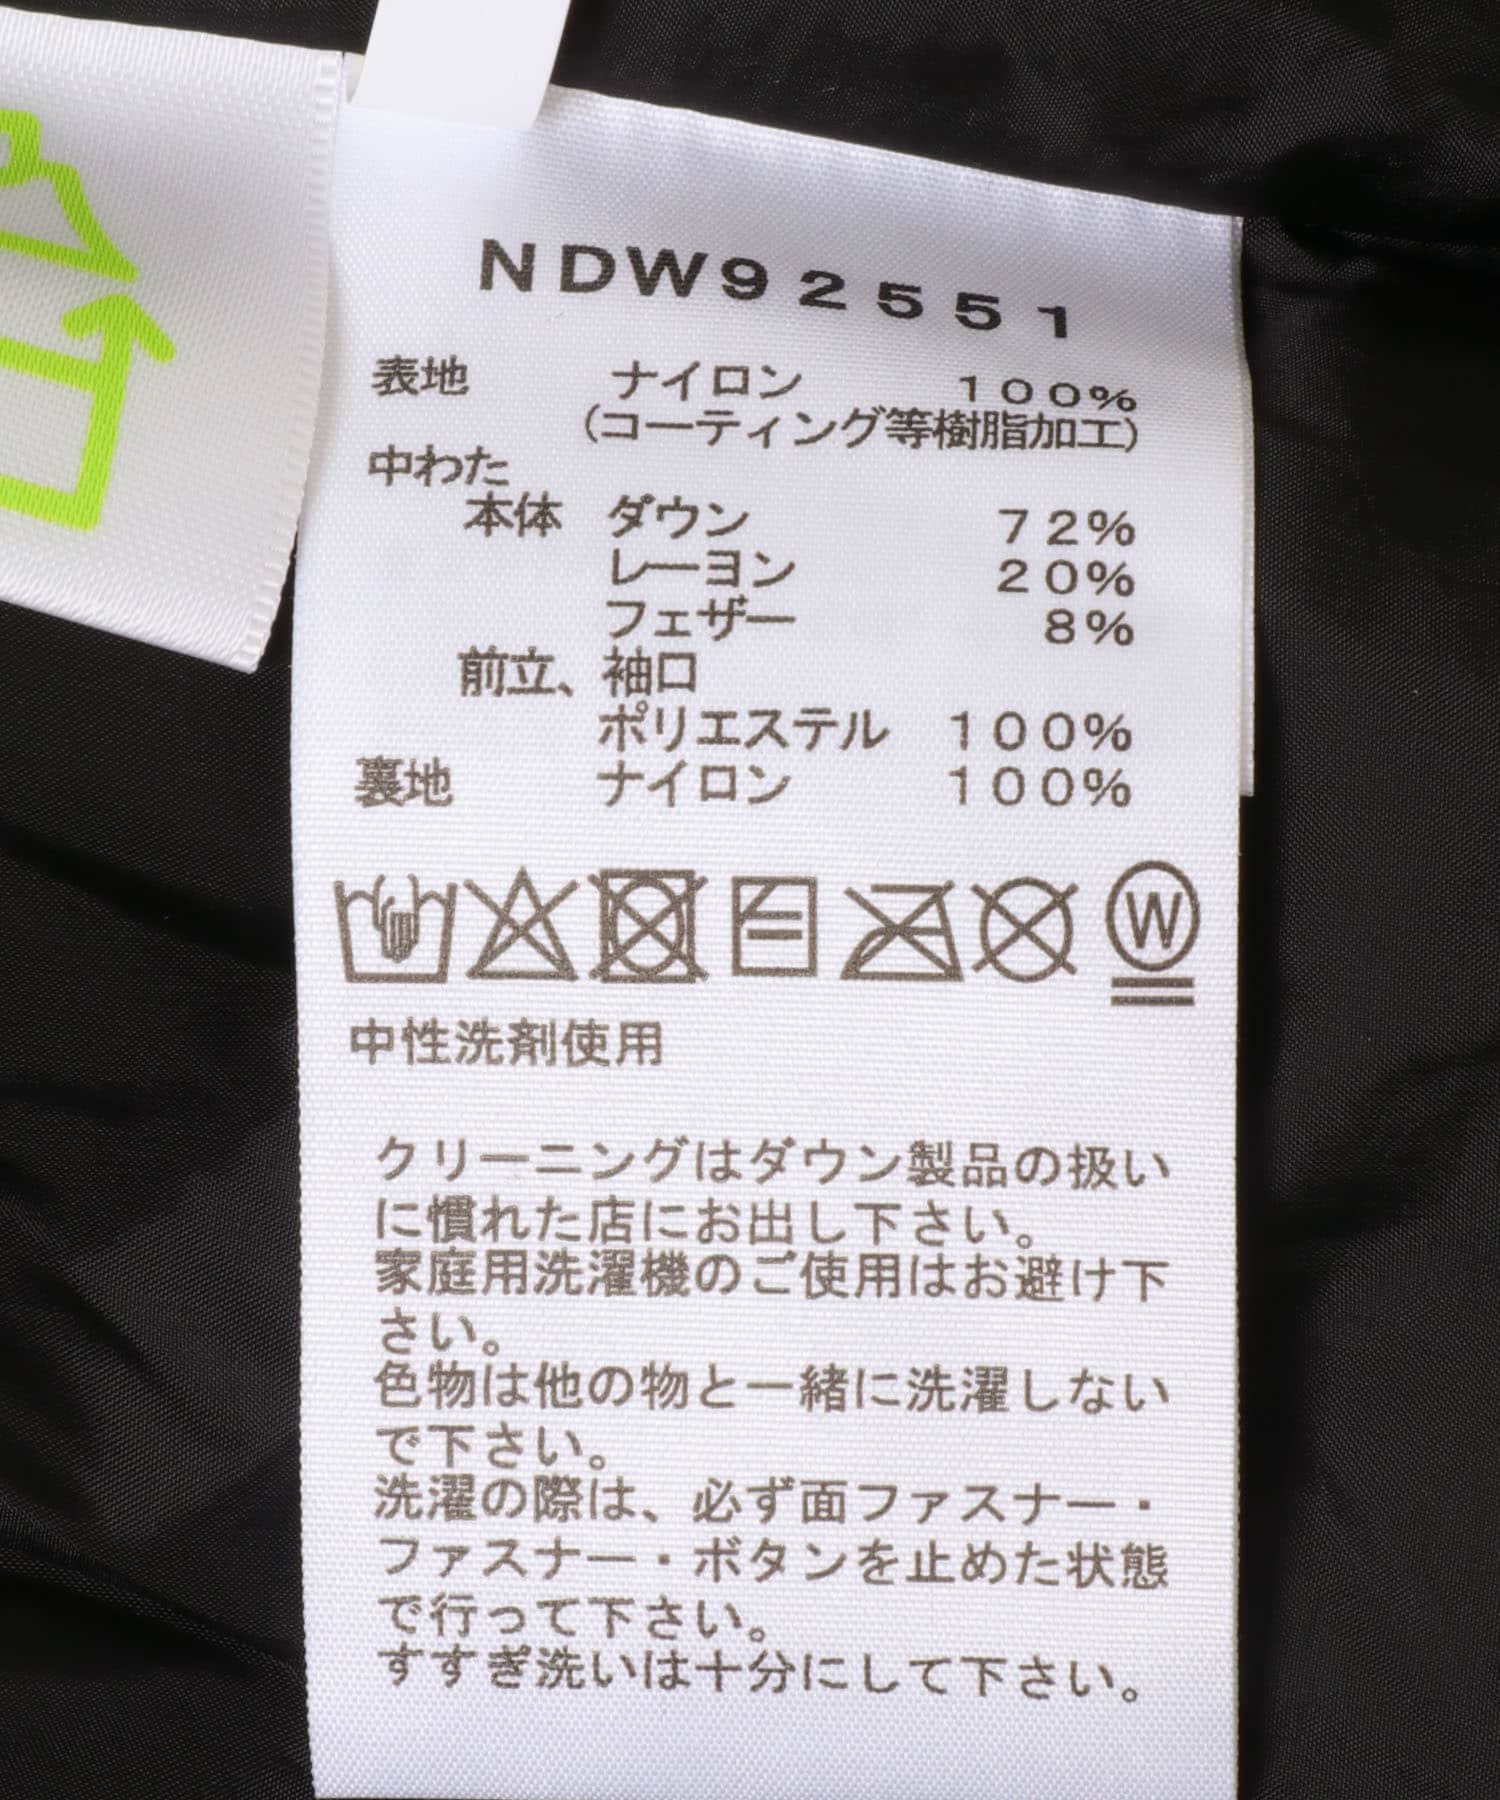 NDW92551
表地 ナイロン 100%
(コーティング等樹脂加工)
中わた
本体 ダウン 72%
レーヨン 20%
フェザー 8%
前立、袖口
ポリエステル 100%
裏地 ナイロン 100%
W
中性洗剤使用
クリーニングはダウン製品の扱い
に慣れた店にお出し下さい。
家庭用洗濯機のご使用はお避け下
さい。
色物は他の物と一緒に洗濯しない
で下さい。
洗濯の際は、必ず面ファスナー・
ファスナー・ボタンを止めた状態
で行って下さい。
すすぎ洗いは十分にして下さい。